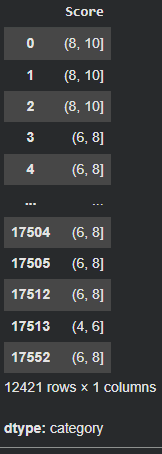 Score
0 (8, 10]
1 (8, 10]
2 (8, 10]
3 (6, 8]
4 (6, 8]
... ...
17504 (6, 8]
17505 (6, 8]
17512 (6, 8]
17513 (4, 6]
17552 (6, 8]
12421 rows × 1 columns
dtype: category